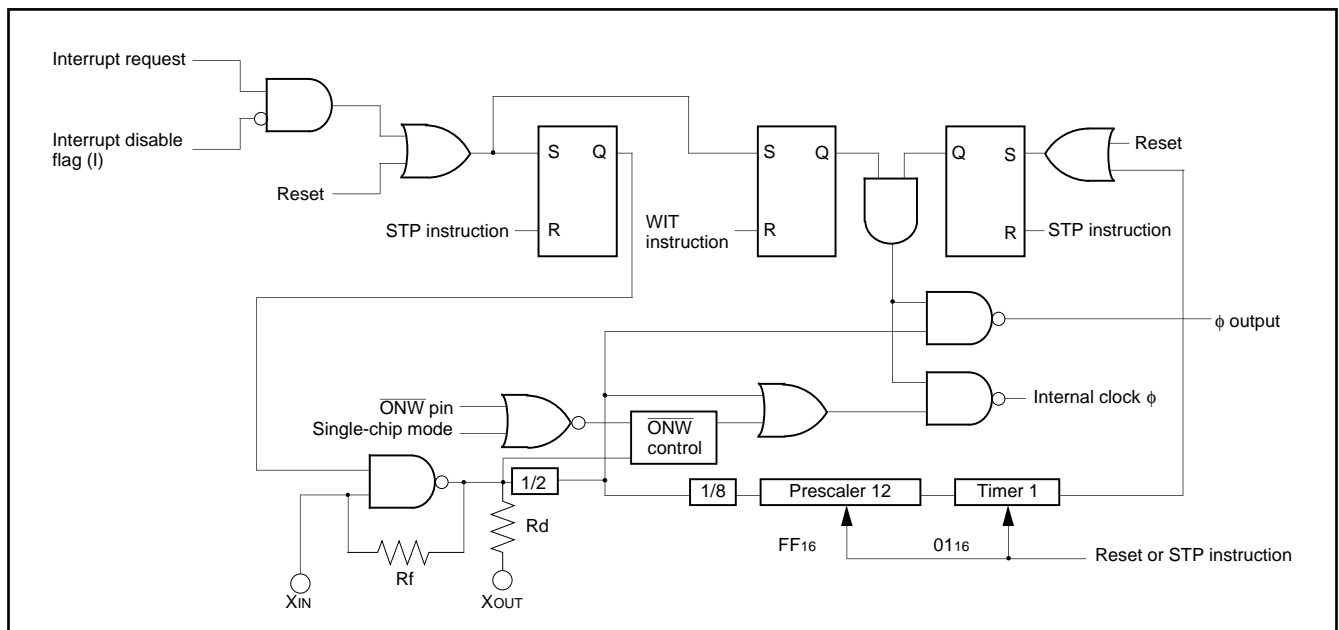 Interrupt request
Interrupt disable
flag (I)
Reset
S
Q
STP instruction
R
S
Q
WIT
instruction
R
Q
S
Reset
R
STP instruction
ϕ output
ONW pin
Single-chip mode
ONW
control
Internal clock ϕ
1/2
1/8
Prescaler 12
Timer 1
Rd
FF16
0116
Reset or STP instruction
Rf
XIN
XOUT